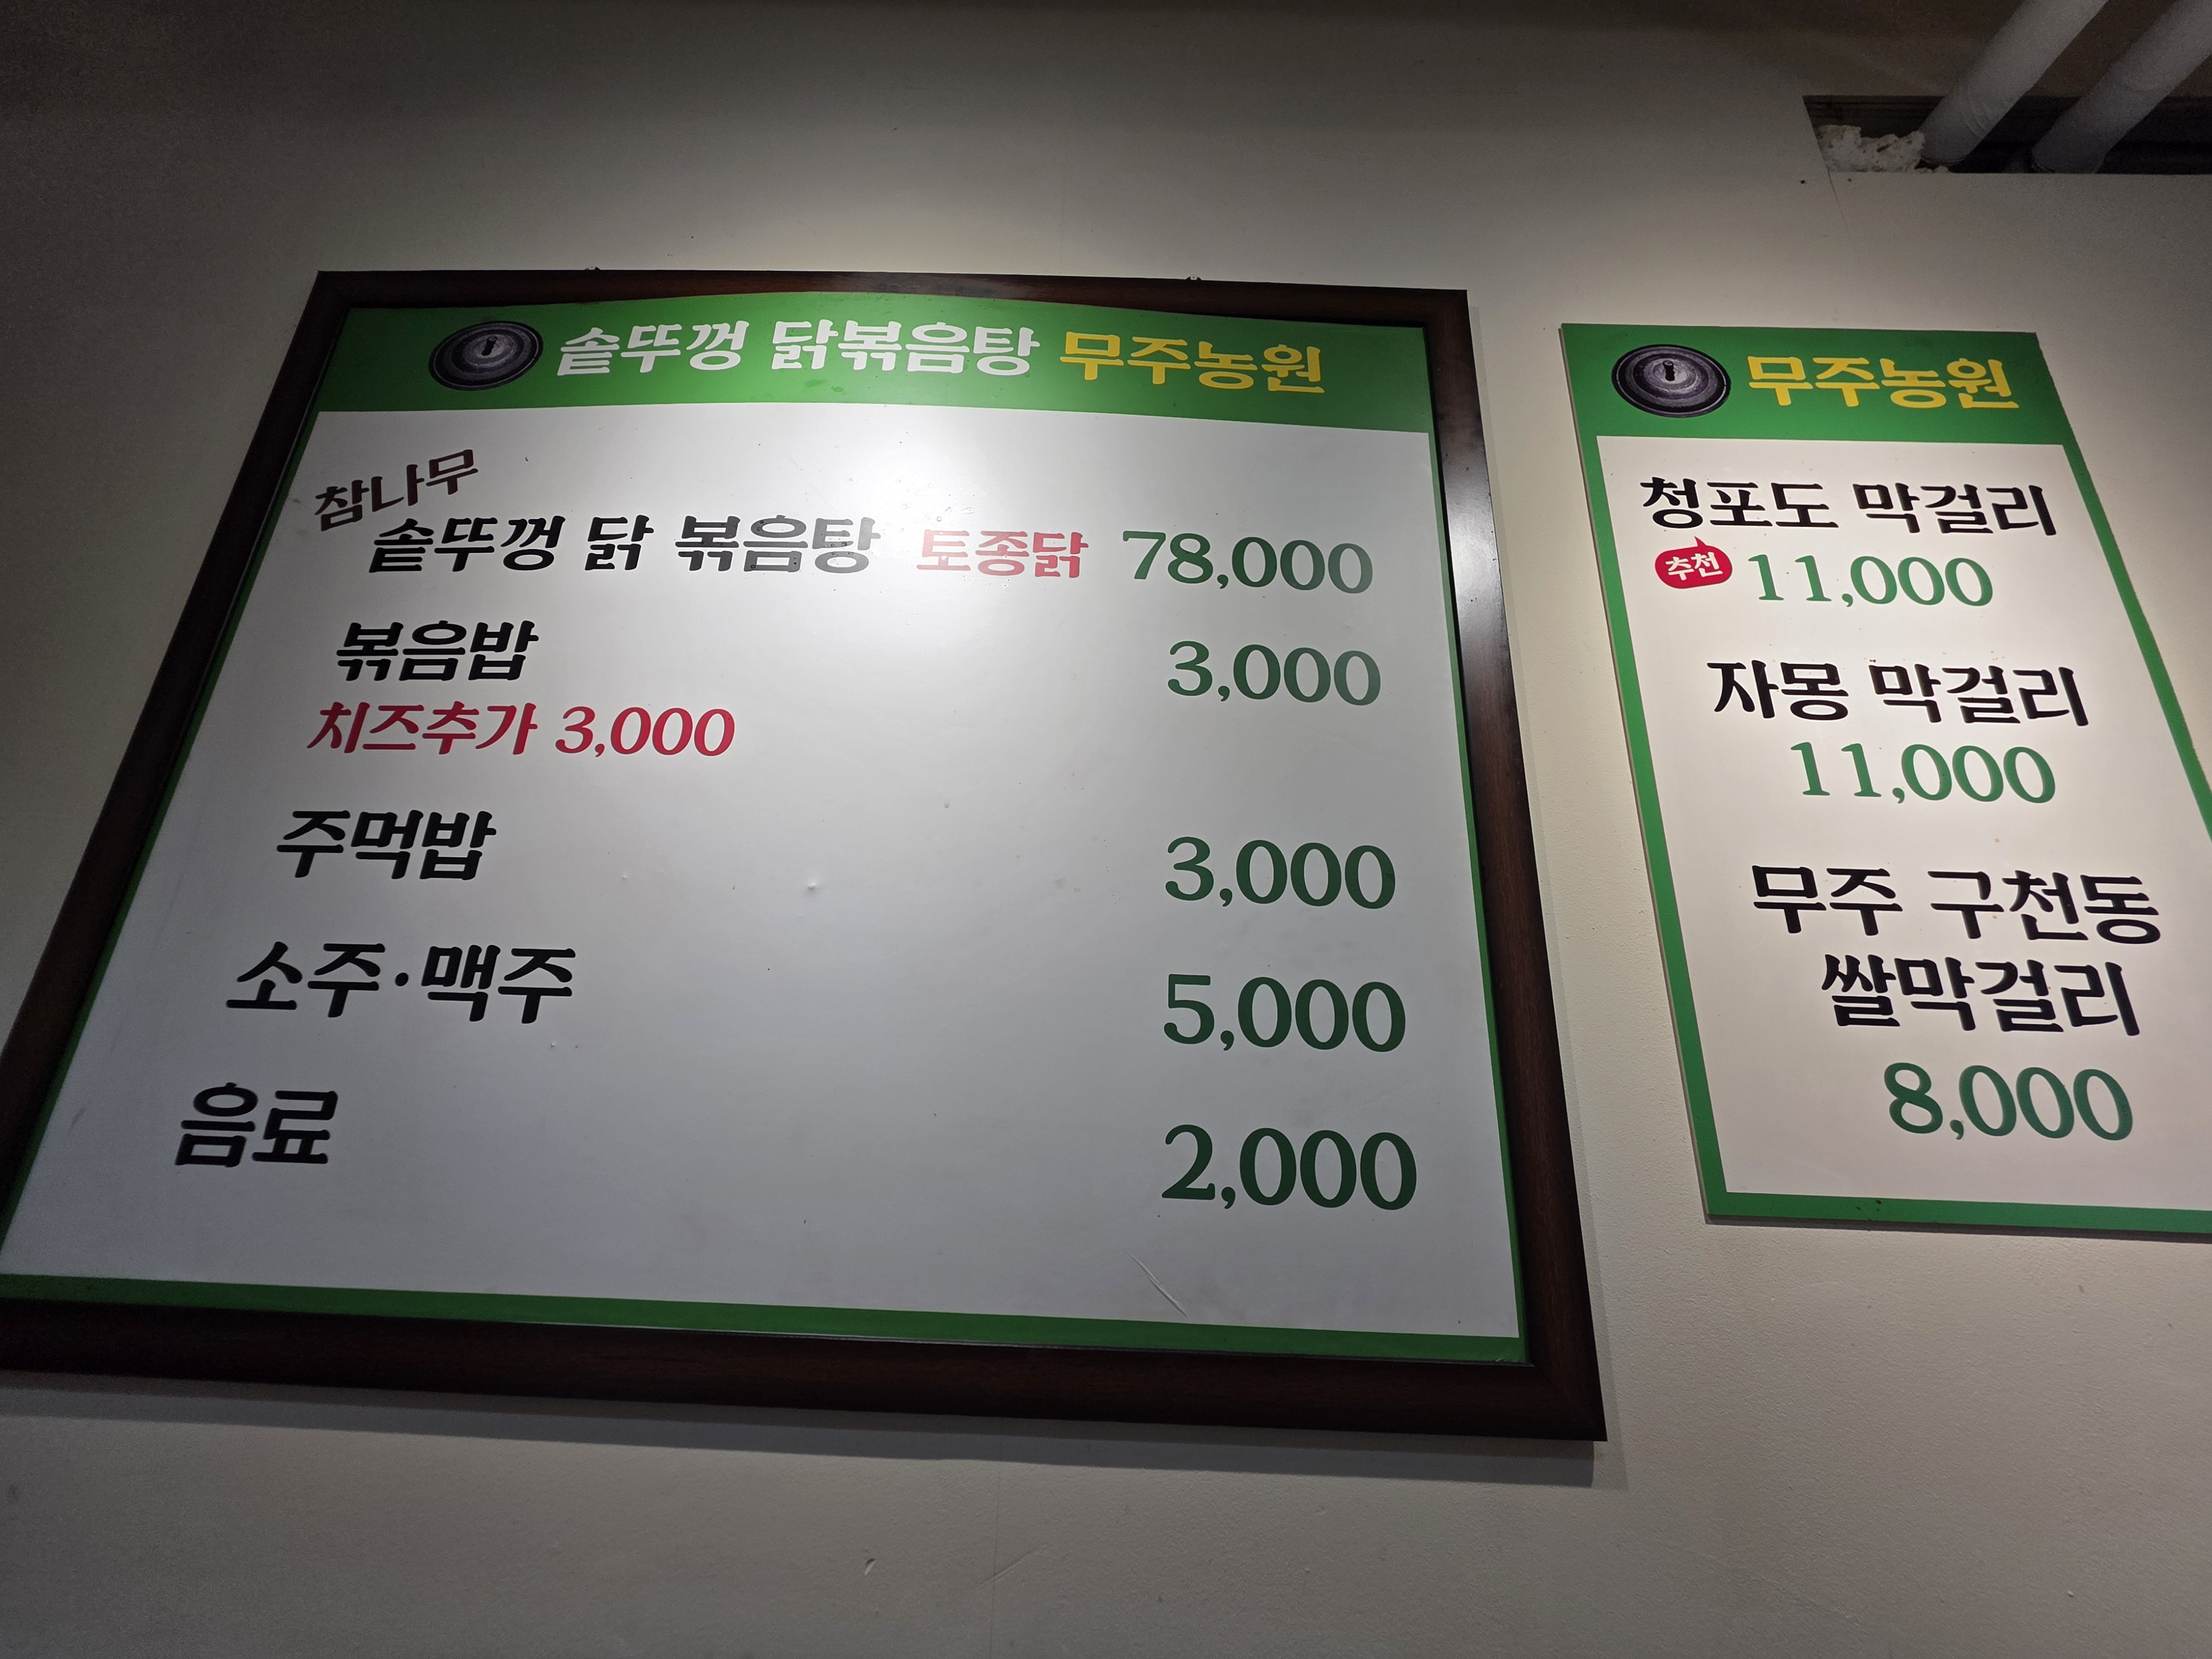 솥뚜껑 닭볶음탕 무주농원
참나무
솥뚜껑 닭 볶음탕 토종닭 78,000
볶음밥 3,000
치즈추가 3,000
주먹밥 3,000
소주·맥주 5,000
음료 2,000
무주농원
청포도 막걸리
추천 11,000
자몽 막걸리
11,000
무주 구천동
쌀막걸리
8,000